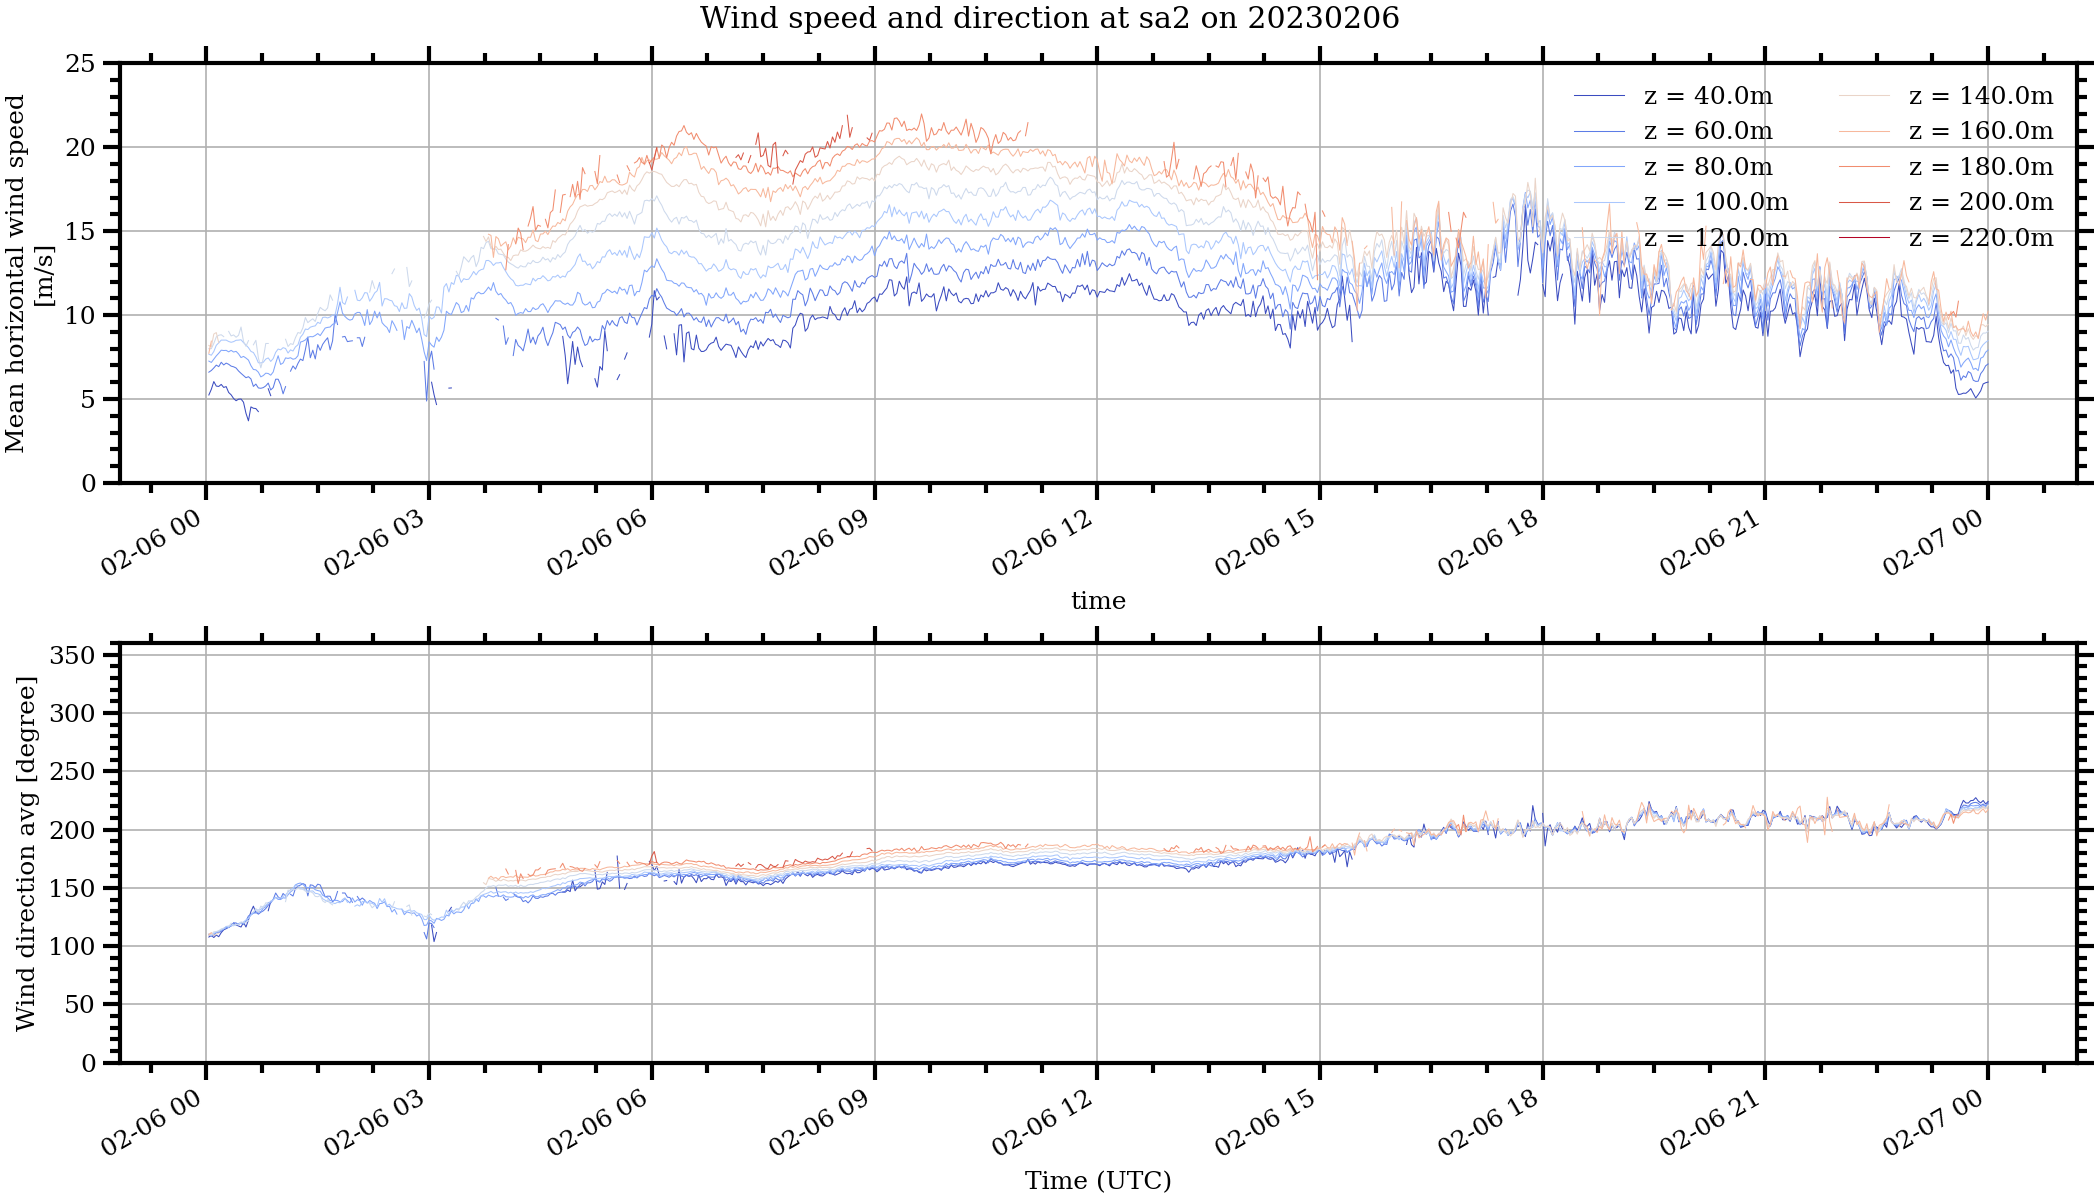 Wind speed and direction at sa2 on 20230206
Mean horizontal wind speed
[m/s]
25
20
15
10
5
0
z = 40.0m
z = 60.0m
z = 80.0m
z = 100.0m
z = 120.0m
z = 140.0m
z = 160.0m
z = 180.0m
z = 200.0m
z = 220.0m
02-06 00
02-06 03
02-06 06
02-06 09
02-06 12
02-06 15
02-06 18
02-06 21
02-07 00
time
Wind direction avg [degree]
350
300
250
200
150
100
50
0
02-06 00
02-06 03
02-06 06
02-06 09
02-06 12
02-06 15
02-06 18
02-06 21
02-07 00
Time (UTC)